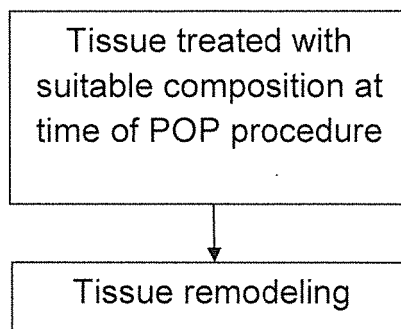 Tissue treated with
suitable composition at
time of POP procedure
Tissue remodeling